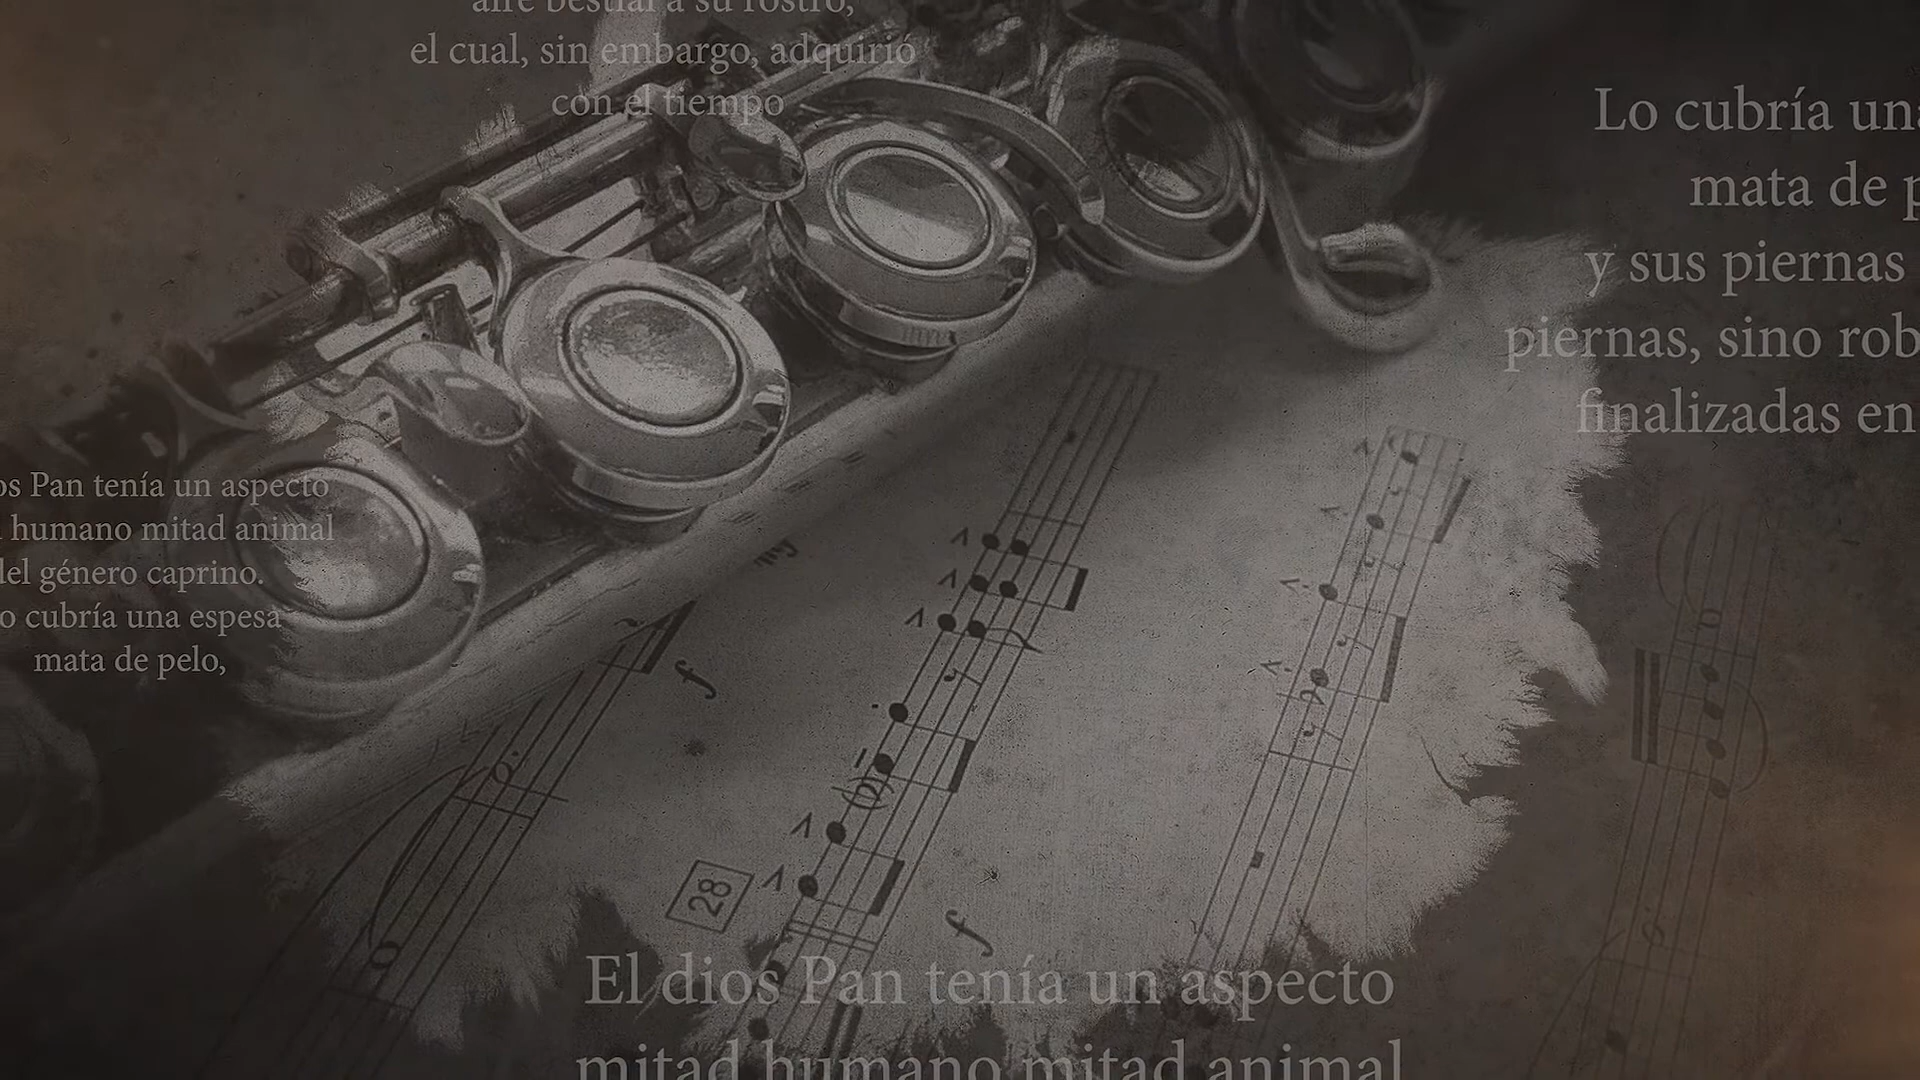 aire bestial a su rostro,
el cual, sin embargo, adquirió
con el tiempo
Lo cubría una
mata de p
y sus piernas
piernas, sino rob
finalizadas en
os Pan tenía un aspecto
humano mitad animal
del género caprino.
o cubría una espesa
mata de pelo,
f
28
f
El dios Pan tenía un aspecto
mitad humano mitad animal